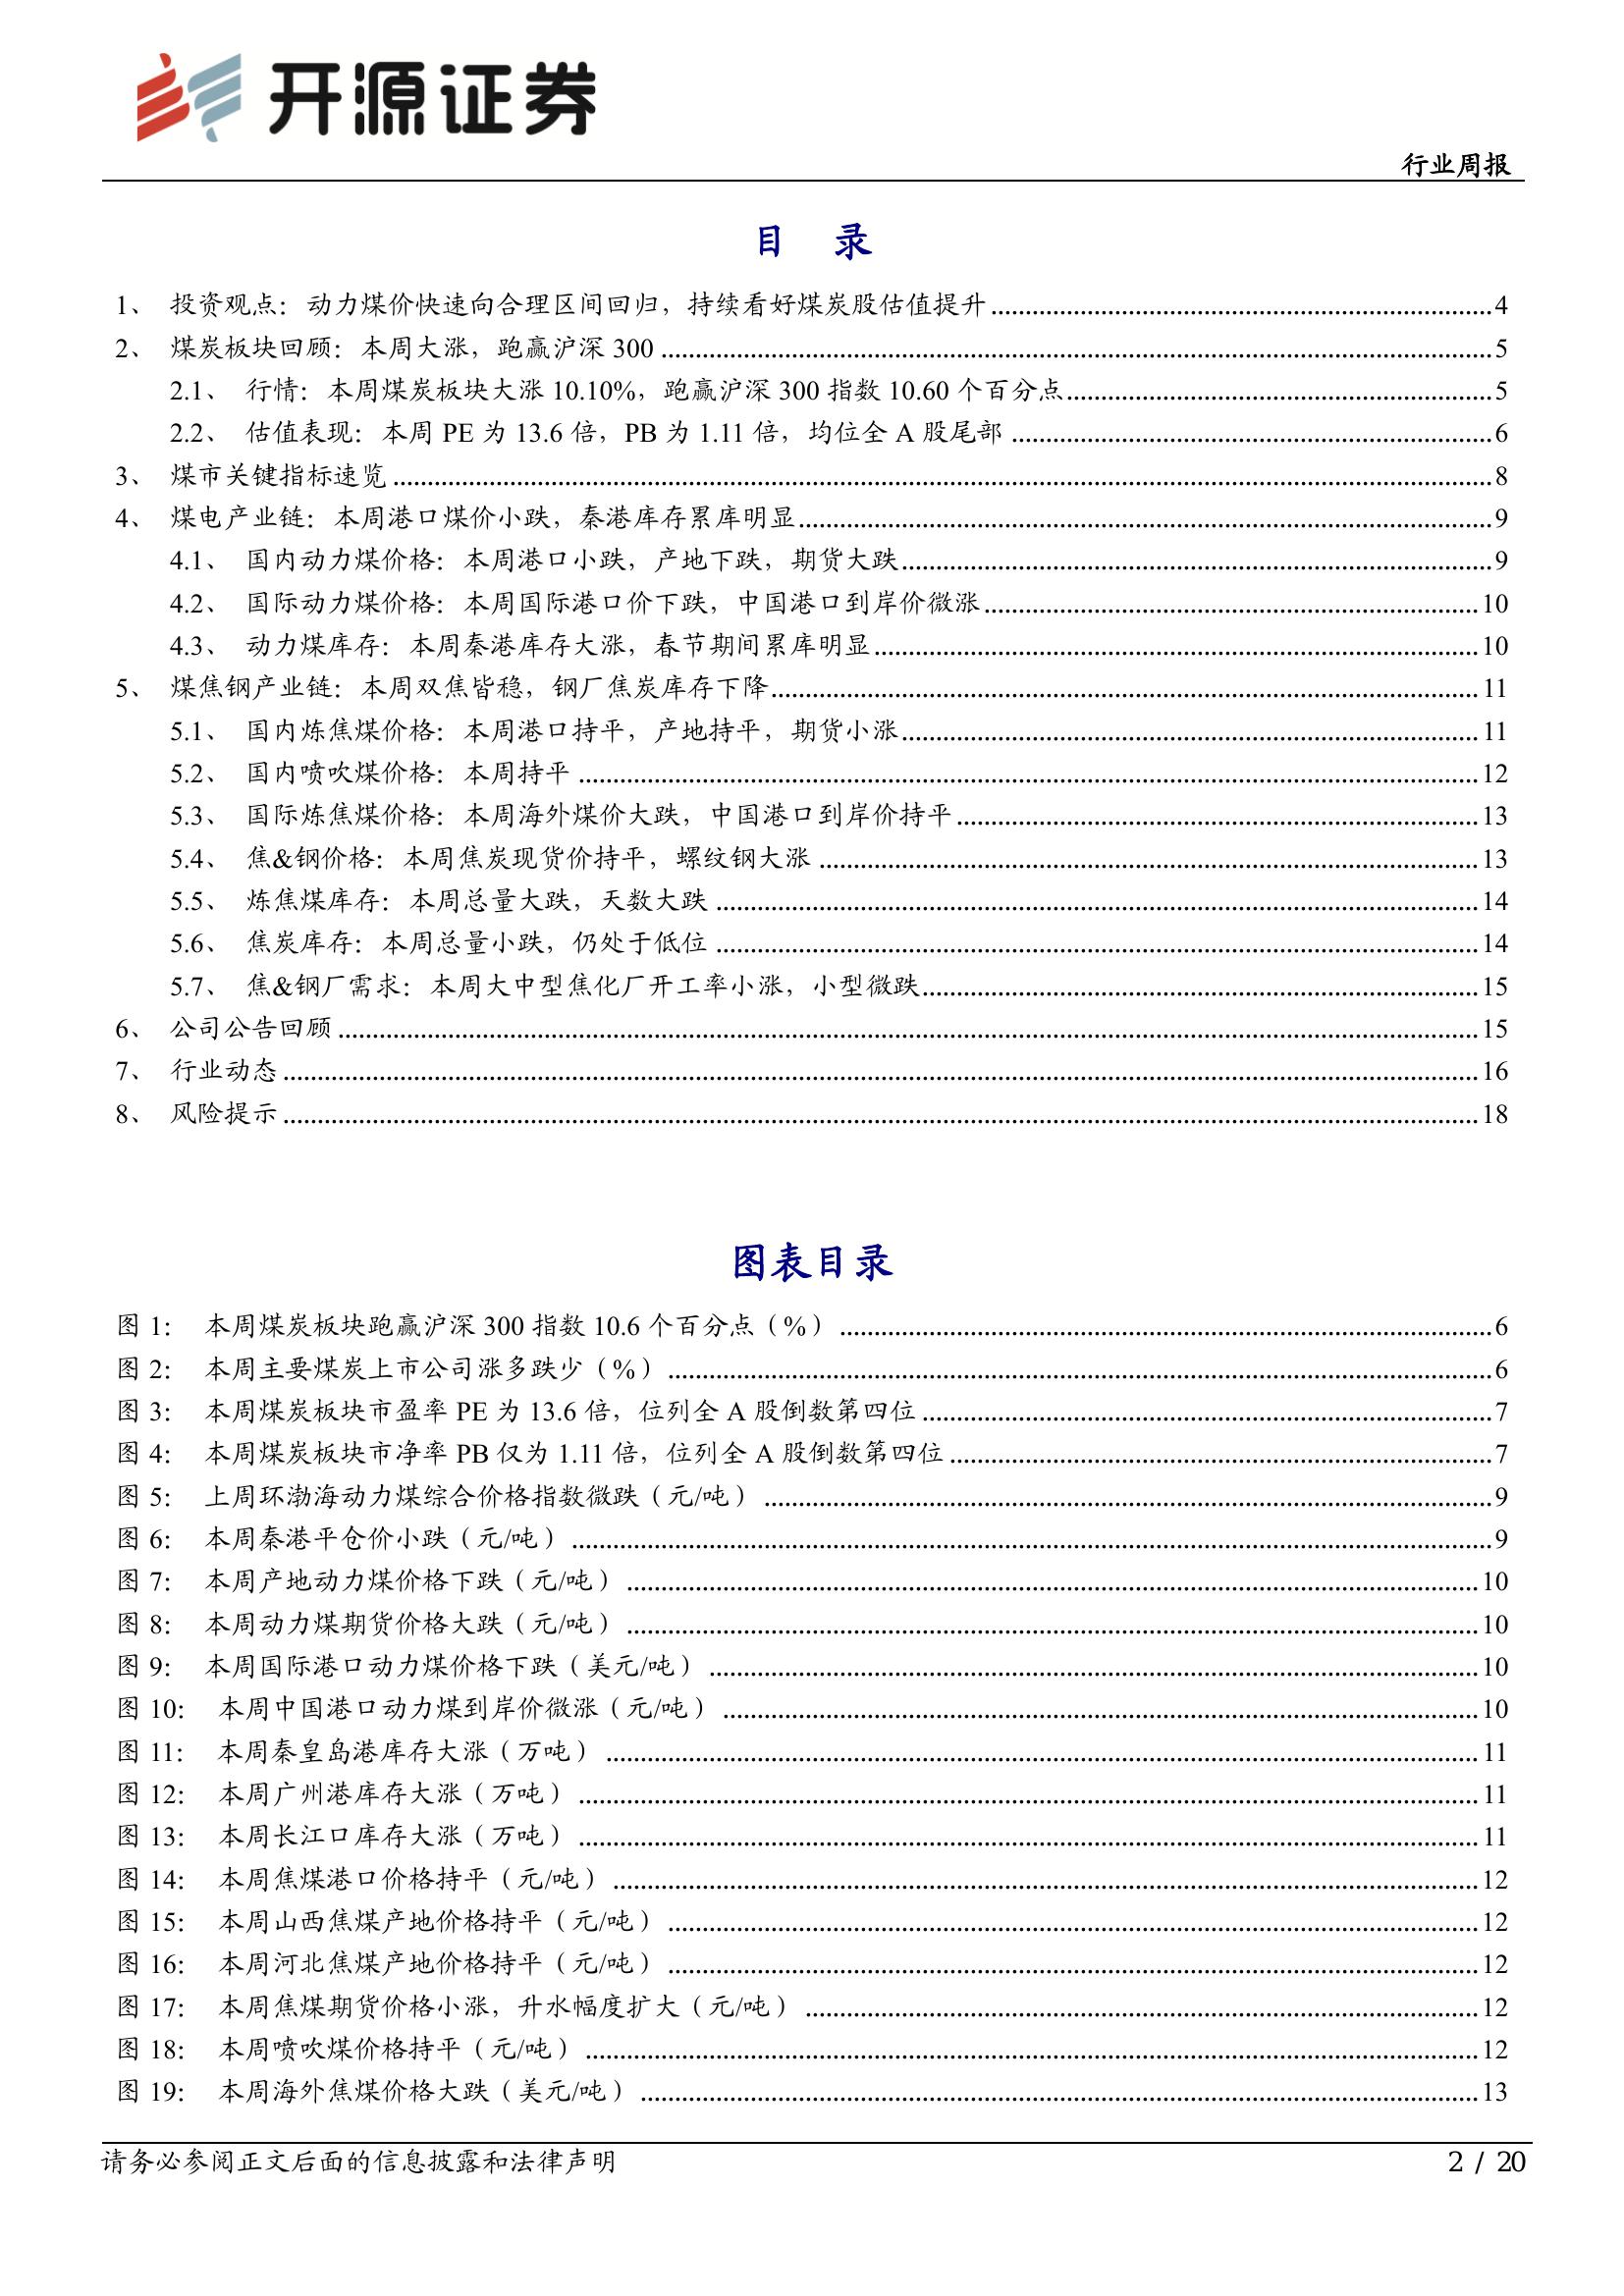 开源证券
行业周报
目 录
1、 投资观点：动力煤价快速向合理区间回归，持续看好煤炭股估值提升 4
2、 煤炭板块回顾：本周大涨，跑赢沪深 300 5
2.1、 行情：本周煤炭板块大涨 10.10%，跑赢沪深 300 指数 10.60 个百分点 5
2.2、 估值表现：本周 PE 为 13.6 倍，PB 为 1.11 倍，均位全 A 股尾部 6
3、 煤市关键指标速览 8
4、 煤电产业链：本周港口煤价小跌，秦港库存累库明显 9
4.1、 国内动力煤价格：本周港口小跌，产地下跌，期货大跌 9
4.2、 国际动力煤价格：本周国际港口价下跌，中国港口到岸价微涨 10
4.3、 动力煤库存：本周秦港库存大涨，春节期间累库明显 10
5、 煤焦钢产业链：本周双焦皆稳，钢厂焦炭库存下降 11
5.1、 国内炼焦煤价格：本周港口持平，产地持平，期货小涨 11
5.2、 国内喷吹煤价格：本周持平 12
5.3、 国际炼焦煤价格：本周海外煤价大跌，中国港口到岸价持平 13
5.4、 焦&钢价格：本周焦炭现货价持平，螺纹钢大涨 13
5.5、 炼焦煤库存：本周总量大跌，天数大跌 14
5.6、 焦炭库存：本周总量小跌，仍处于低位 14
5.7、 焦&钢厂需求：本周大中型焦化厂开工率小涨，小型微跌 15
6、 公司公告回顾 15
7、 行业动态 16
8、 风险提示 18
图表目录
图 1： 本周煤炭板块跑赢沪深 300 指数 10.6 个百分点（%） 6
图 2： 本周主要煤炭上市公司涨多跌少（%） 6
图 3： 本周煤炭板块市盈率 PE 为 13.6 倍，位列全 A 股倒数第四位 7
图 4： 本周煤炭板块市净率 PB 仅为 1.11 倍，位列全 A 股倒数第四位 7
图 5： 上周环渤海动力煤综合价格指数微跌（元/吨） 9
图 6： 本周秦港平仓价小跌（元/吨） 9
图 7： 本周产地动力煤价格下跌（元/吨） 10
图 8： 本周动力煤期货价格大跌（元/吨） 10
图 9： 本周国际港口动力煤价格下跌（美元/吨） 10
图 10： 本周中国港口动力煤到岸价微涨（元/吨） 10
图 11： 本周秦皇岛港库存大涨（万吨） 11
图 12： 本周广州港库存大涨（万吨） 11
图 13： 本周长江口库存大涨（万吨） 11
图 14： 本周焦煤港口价格持平（元/吨） 12
图 15： 本周山西焦煤产地价格持平（元/吨） 12
图 16： 本周河北焦煤产地价格持平（元/吨） 12
图 17： 本周焦煤期货价格小涨，升水幅度扩大（元/吨） 12
图 18： 本周喷吹煤价格持平（元/吨） 12
图 19： 本周海外焦煤价格大跌（美元/吨） 13
请务必参阅正文后面的信息披露和法律声明 2 / 20